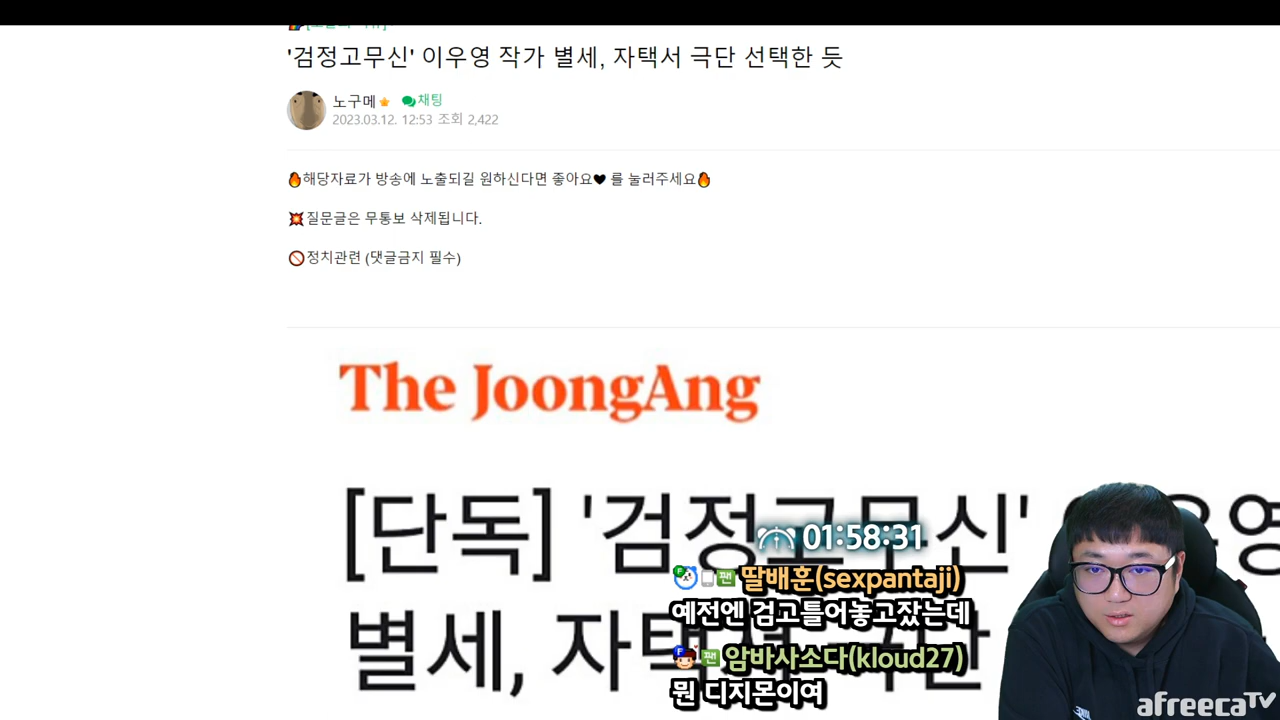 '검정고무신' 이우영 작가 별세, 자택서 극단 선택한 듯
노구메 채팅
2023.03.12. 12:53 조회 2,422
해당자료가 방송에 노출되길 원하신다면 좋아요🖤 를 눌러주세요
질문글은 무통보 삭제됩니다.
정치관련 (댓글금지 필수)
The JoongAng
[단독] '검정고무신' 이우영
별세, 자택서 극단
01:58:31
딸배훈(sexpantaji)
예전엔 검고틀어놓고잤는데
암바사소다(kloud27)
뭔 디지몬이여
afreecaTV